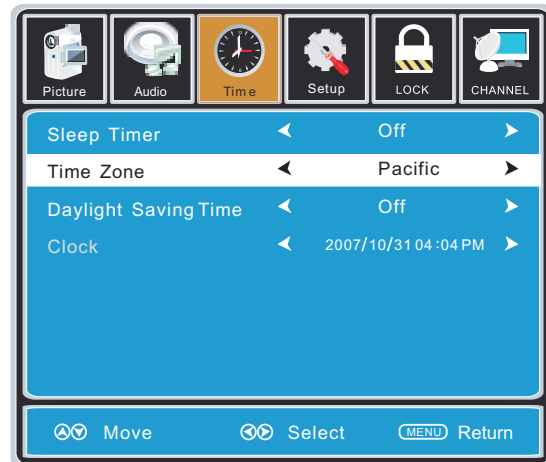 Picture Audio Time Setup LOCK CHANNEL
Sleep Timer Off
Time Zone Pacific
Daylight Saving Time Off
Clock 2007/10/31 04:04 PM
Move Select MENU Return